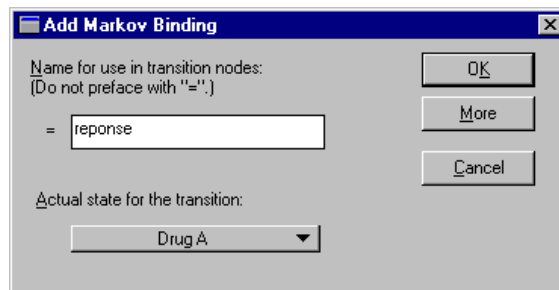 Add Markov Binding
Name for use in transition nodes:
(Do not preface with "=".)
= reponse
Actual state for the transition:
Drug A
OK
More
Cancel